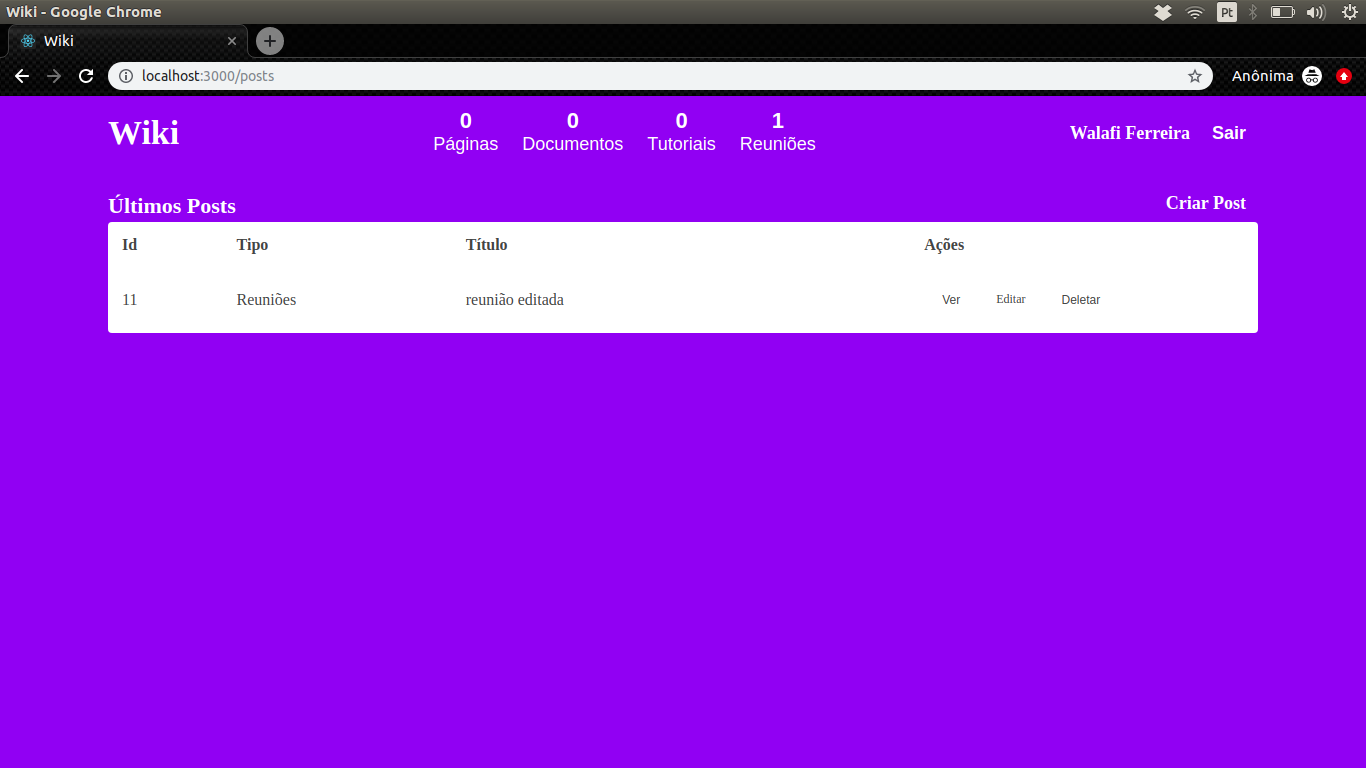 Wiki - Google Chrome
Pt
Wiki
localhost:3000/posts
Anônima
Wiki
0 0 0 1
Páginas Documentos Tutoriais Reuniões
Walafi Ferreira Sair
Últimos Posts
Criar Post
Id Tipo Título Ações
11 Reuniões reunião editada Ver Editar Deletar